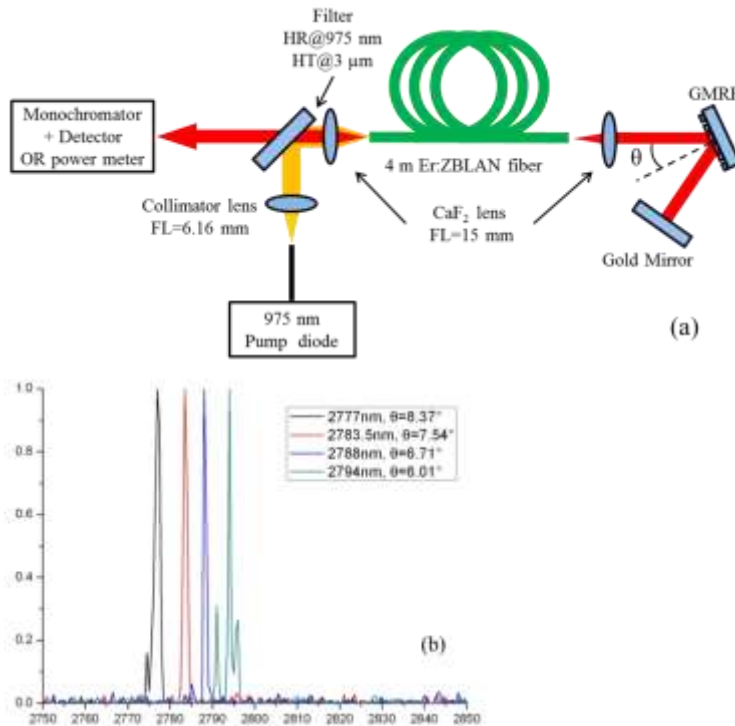 Filter
HR@975 nm
HT@3 µm
GMRF
Monochromator
+ Detector
OR power meter
θ
4 m Er:ZBLAN fiber
Collimator lens
FL=6.16 mm
CaF₂ lens
FL=15 mm
Gold Mirror
975 nm
Pump diode
(a)
1.0
0.8
0.6
0.4
0.2
0.0
2777nm, θ=8.37°
2783.5nm, θ=7.54°
2788nm, θ=6.71°
2794nm, θ=6.01°
(b)
2750 2760 2770 2780 2790 2800 2810 2820 2830 2840 2850